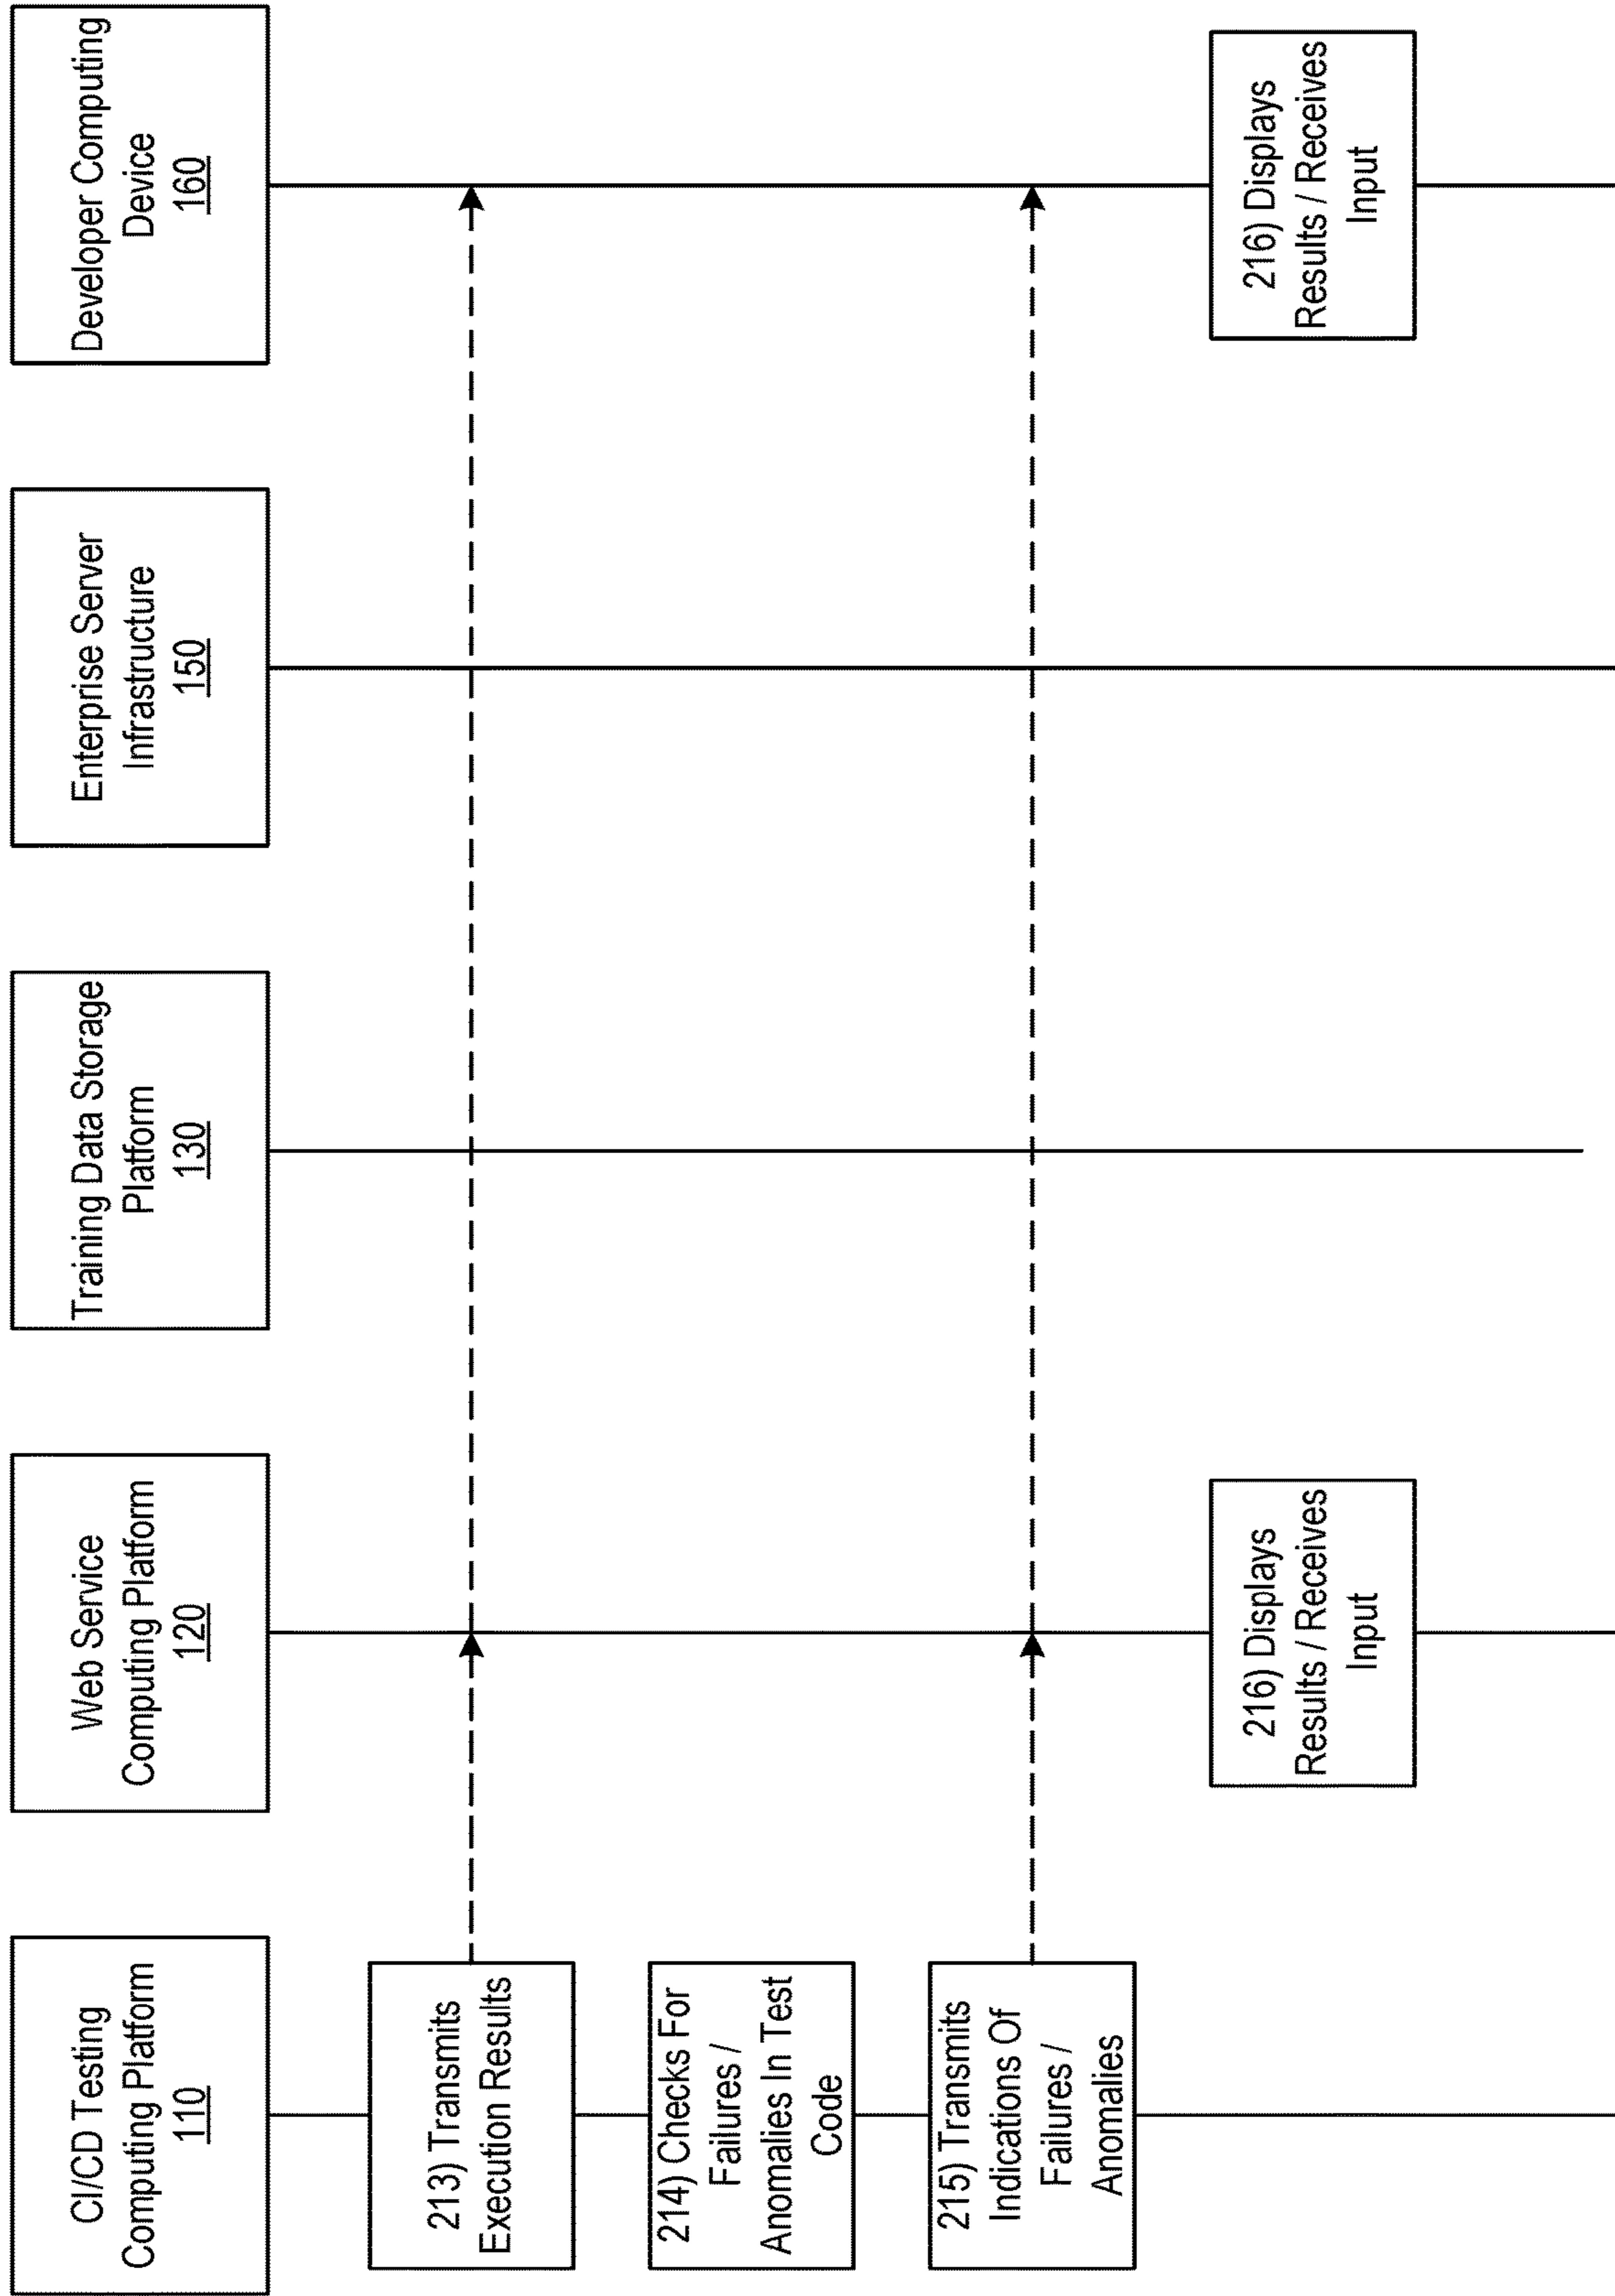 CI/CD Testing
Computing Platform
110
Web Service
Computing Platform
120
Training Data Storage
Platform
130
Enterprise Server
Infrastructure
150
Developer Computing
Device
160
213) Transmits
Execution Results
214) Checks For
Failures /
Anomalies In Test
Code
215) Transmits
Indications Of
Failures /
Anomalies
216) Displays
Results / Receives
Input
216) Displays
Results / Receives
Input